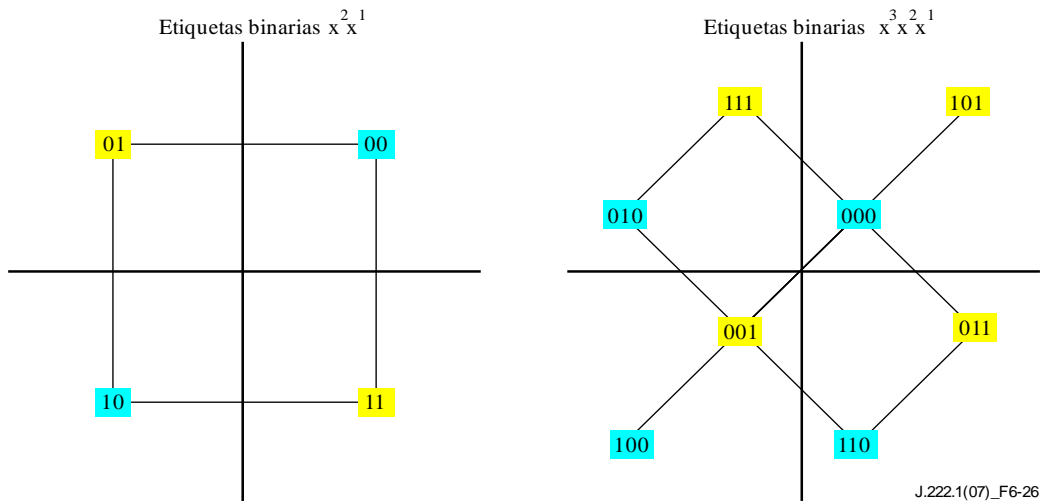 Etiquetas binarias x²x¹
01 00
10 11
Etiquetas binarias x³x²x¹
111 101
010 000
001 011
100 110
J.222.1(07)_F6-26